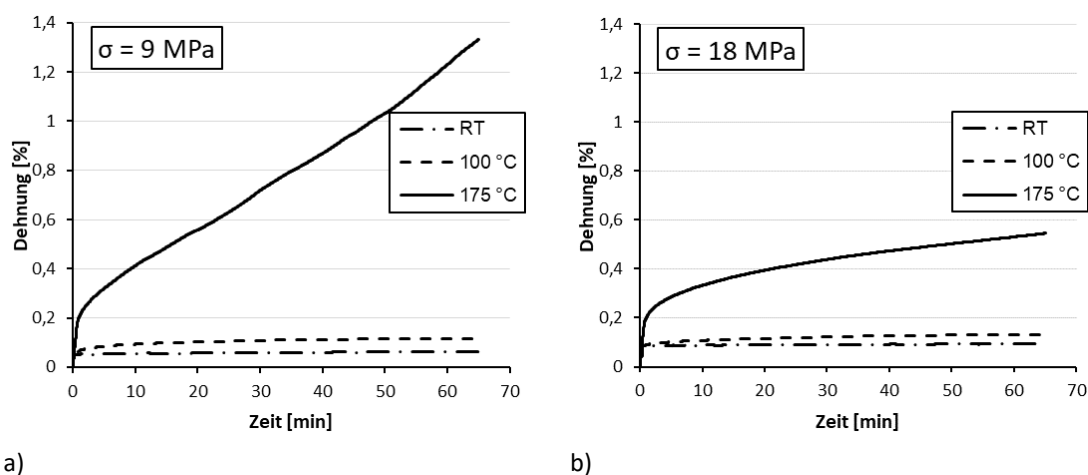 σ = 9 MPa
Dehnung [%]
1,4
1,2
1
0,8
0,6
0,4
0,2
0
RT
100 °C
175 °C
0 10 20 30 40 50 60 70
Zeit [min]
a)
σ = 18 MPa
Dehnung [%]
1,4
1,2
1
0,8
0,6
0,4
0,2
0
RT
100 °C
175 °C
0 10 20 30 40 50 60 70
Zeit [min]
b)